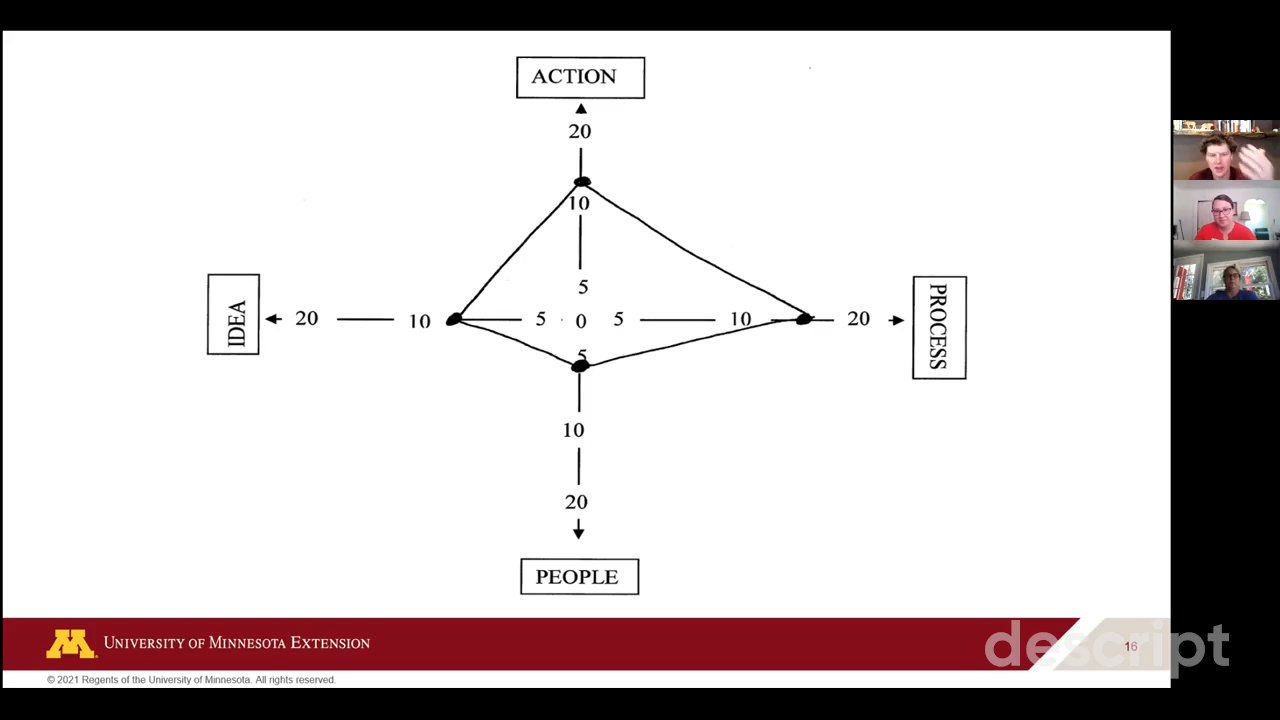 ACTION
20
10
5
IDEA
20
10
5
0
5
10
20
PROCESS
5
10
20
PEOPLE
UNIVERSITY OF MINNESOTA EXTENSION
descript
16
© 2021 Regents of the University of Minnesota. All rights reserved.